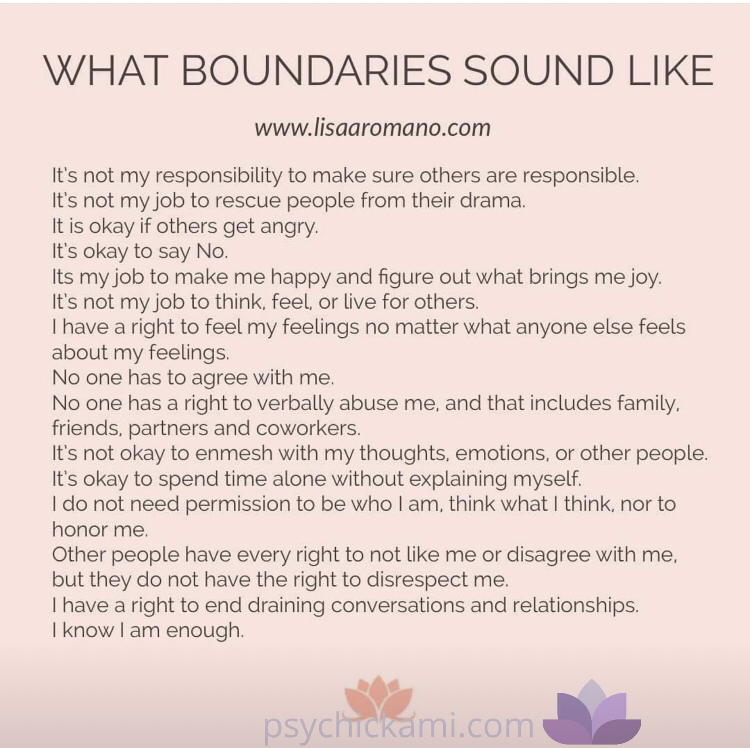 WHAT BOUNDARIES SOUND LIKE
www.lisaaromano.com
It's not my responsibility to make sure others are responsible.
It's not my job to rescue people from their drama.
It is okay if others get angry.
It's okay to say No.
Its my job to make me happy and figure out what brings me joy.
It's not my job to think, feel, or live for others.
I have a right to feel my feelings no matter what anyone else feels
about my feelings.
No one has to agree with me.
No one has a right to verbally abuse me, and that includes family,
friends, partners and coworkers.
It's not okay to enmesh with my thoughts, emotions, or other people.
It's okay to spend time alone without explaining myself.
I do not need permission to be who I am, think what I think, nor to
honor me.
Other people have every right to not like me or disagree with me,
but they do not have the right to disrespect me.
I have a right to end draining conversations and relationships.
I know I am enough.
psychickami.com